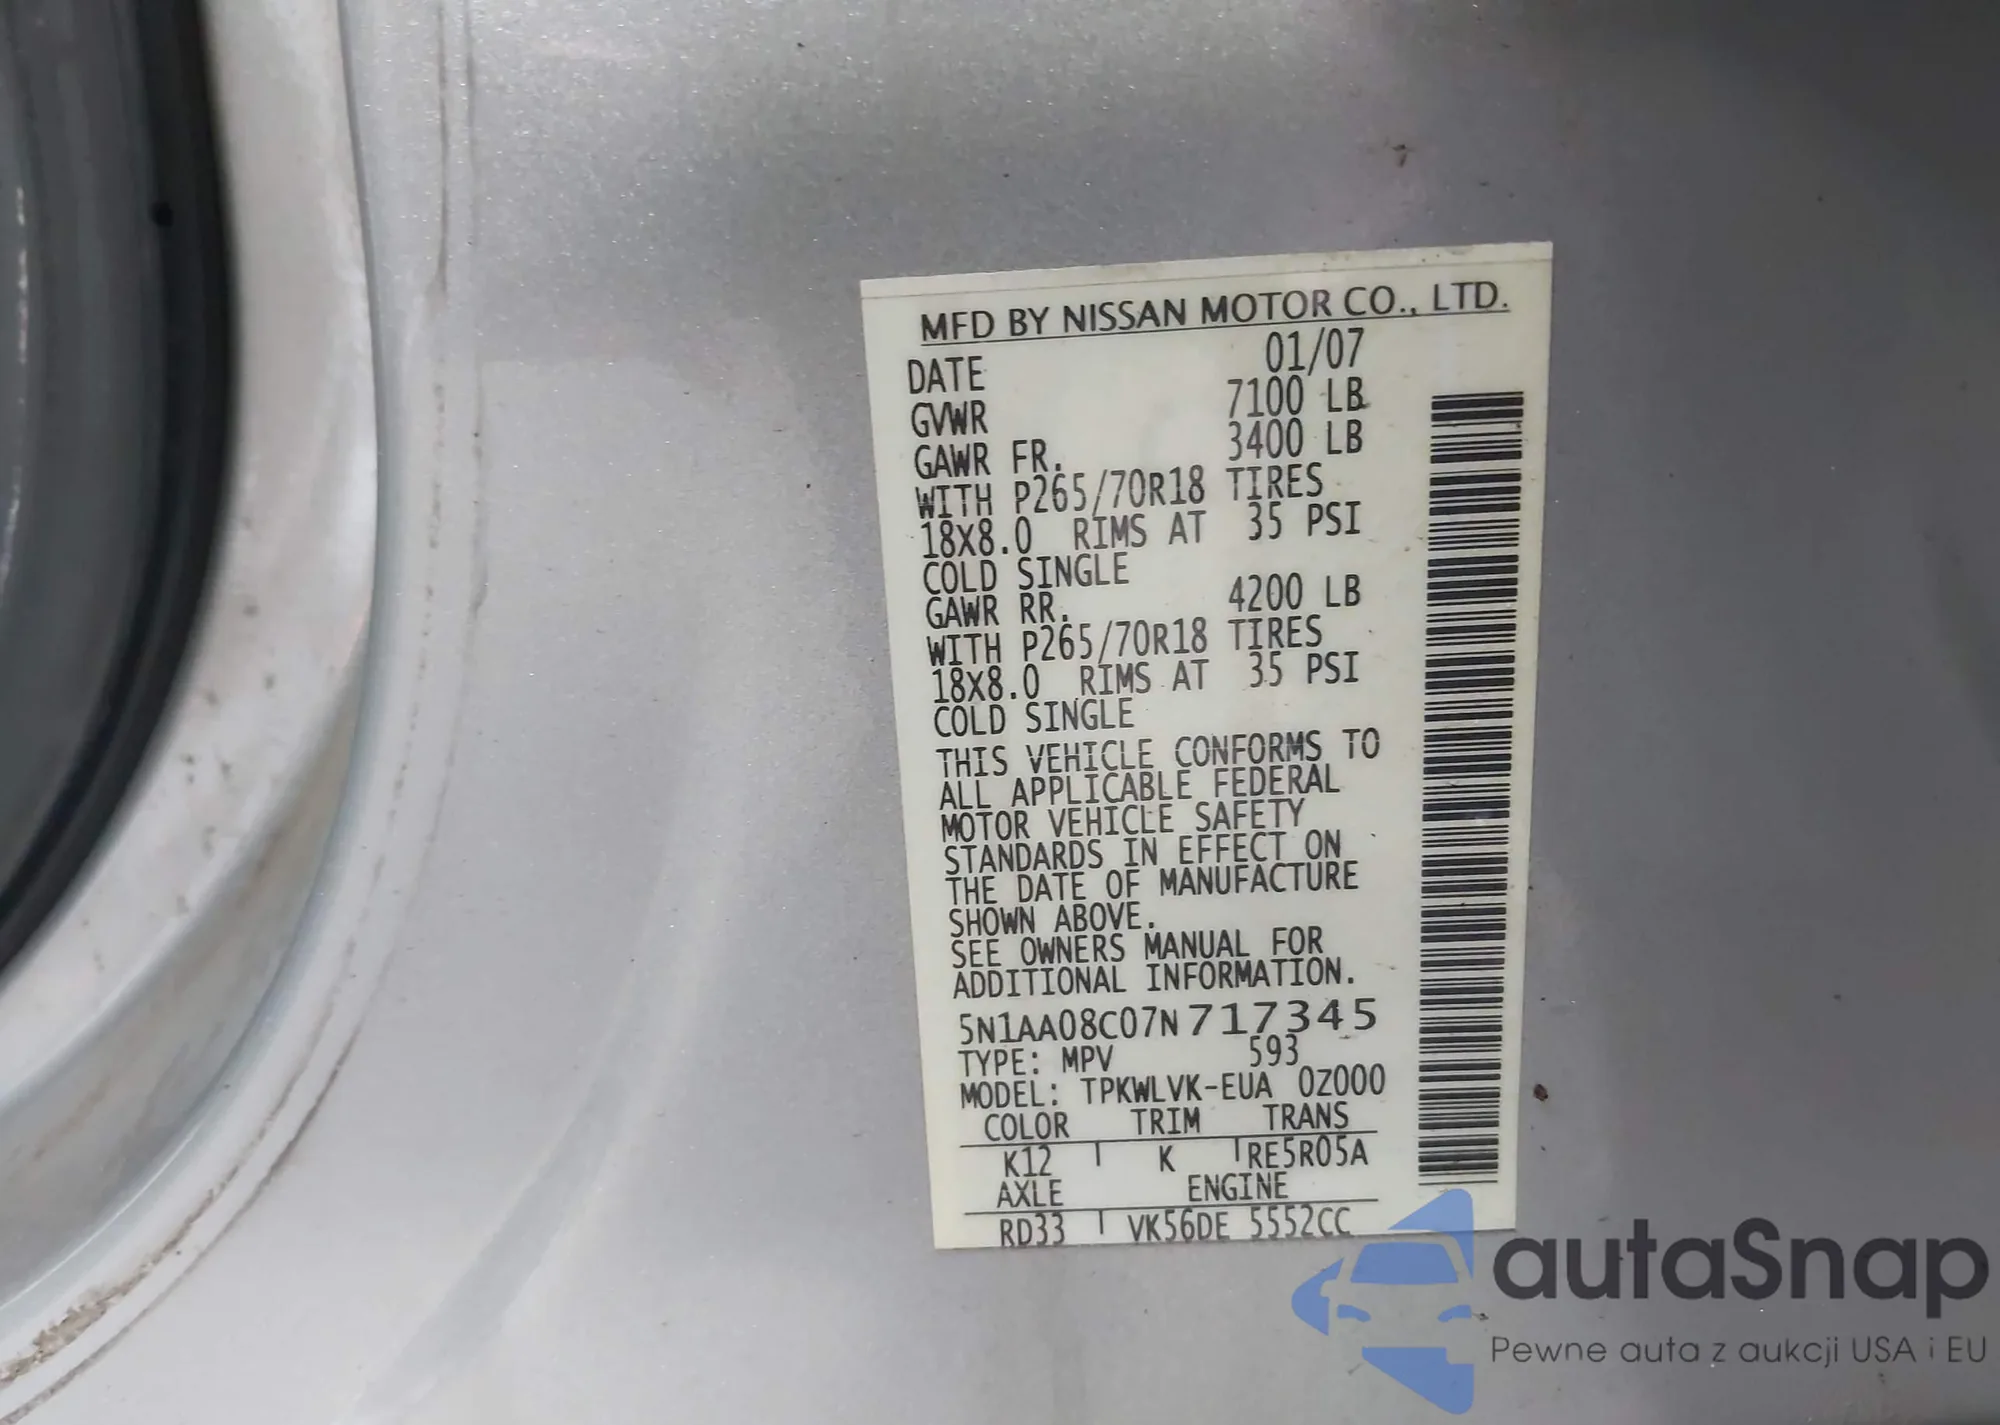 MFD BY NISSAN MOTOR CO., LTD.
DATE 01/07
GVWR 7100 LB
GAWR FR. 3400 LB
WITH P265/70R18 TIRES
18X8.0 RIMS AT 35 PSI
COLD SINGLE
GAWR RR. 4200 LB
WITH P265/70R18 TIRES
18X8.0 RIMS AT 35 PSI
COLD SINGLE
THIS VEHICLE CONFORMS TO
ALL APPLICABLE FEDERAL
MOTOR VEHICLE SAFETY
STANDARDS IN EFFECT ON
THE DATE OF MANUFACTURE
SHOWN ABOVE.
SEE OWNERS MANUAL FOR
ADDITIONAL INFORMATION.
5N1AA08C07N717345
TYPE: MPV 593
MODEL: TPKWLVK-EUA 0Z000
COLOR TRIM TRANS
K12 K RE5R05A
AXLE ENGINE
RD33 VK56DE 5552CC
autaSnap
Pewne auta z aukcji USA i EU